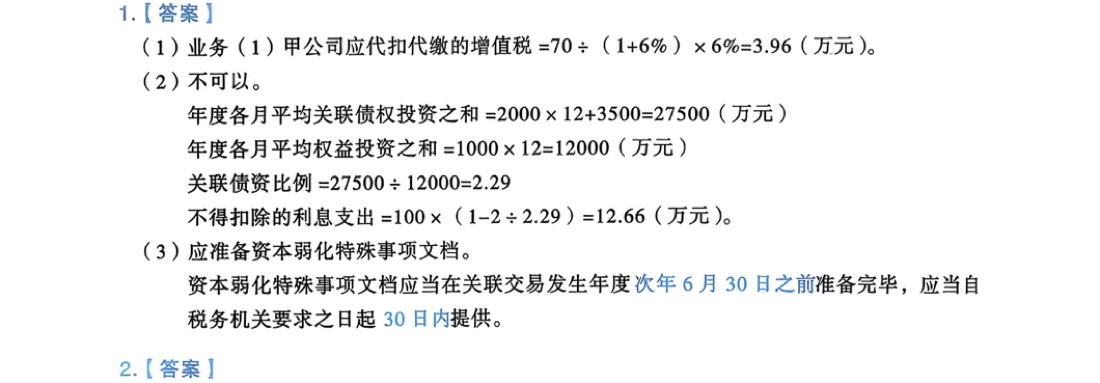 1.【答案】
（1）业务（1）甲公司应代扣代缴的增值税 =70÷（1+6%）×6%=3.96（万元）。
（2）不可以。
年度各月平均关联债权投资之和 =2000×12+3500=27500（万元）
年度各月平均权益投资之和 =1000×12=12000（万元）
关联债资比例 =27500÷12000=2.29
不得扣除的利息支出 =100×（1-2÷2.29）=12.66（万元）。
（3）应准备资本弱化特殊事项文档。
资本弱化特殊事项文档应当在关联交易发生年度次年 6 月 30 日之前准备完毕，应当自
税务机关要求之日起 30 日内提供。
2.【答案】